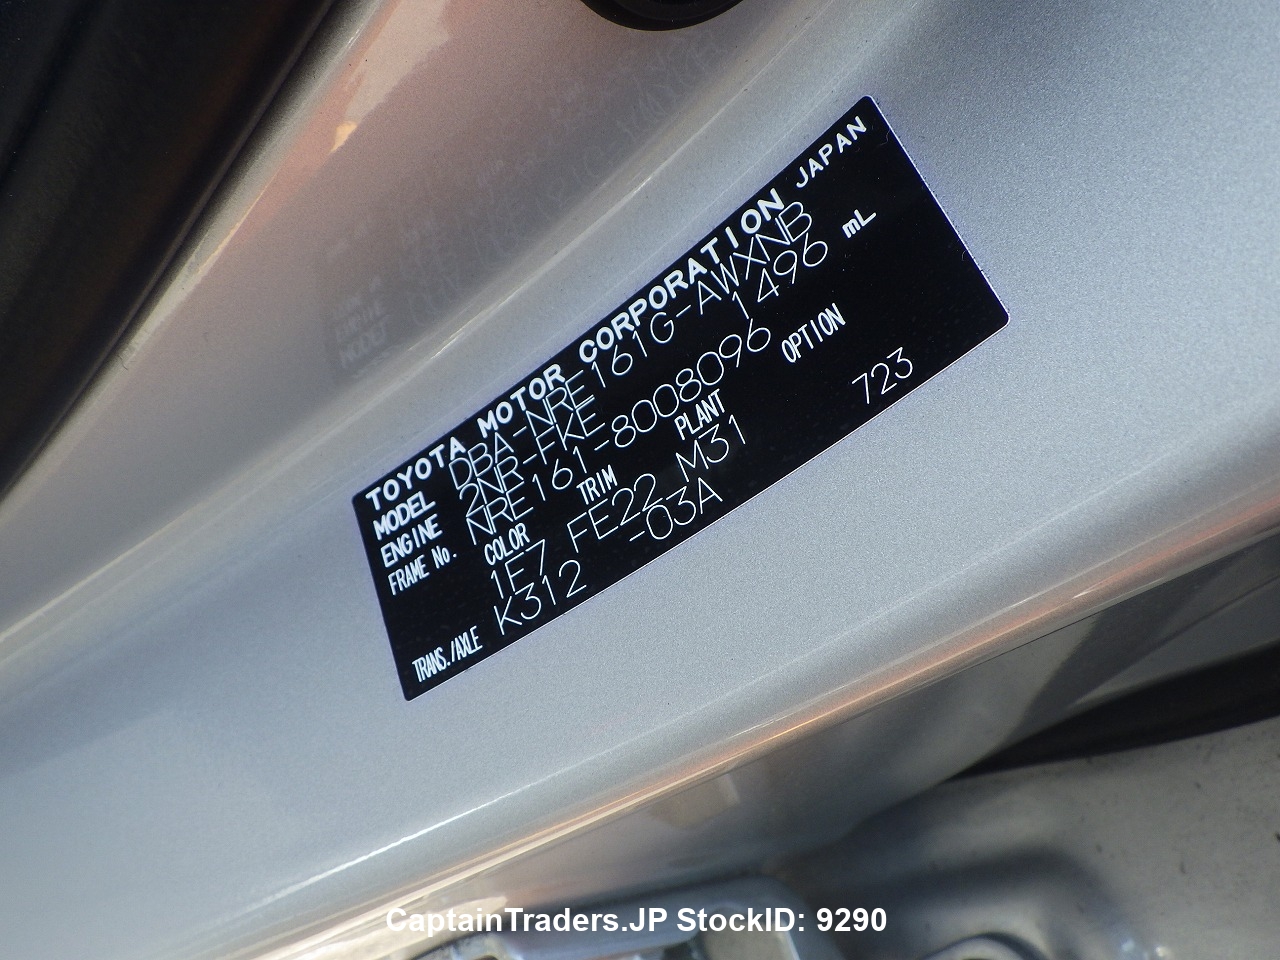 TOYOTA MOTOR CORPORATION JAPAN
MODEL DBA-NRE161G-AWXNB
ENGINE 2NR-FKE 1496 mL
FRAME No. NRE161-8008096
COLOR TRIM PLANT OPTION
1F7 FE22 M31 723
TRANS./AXLE K312 -03A
CaptainTraders.JP StockID: 9290